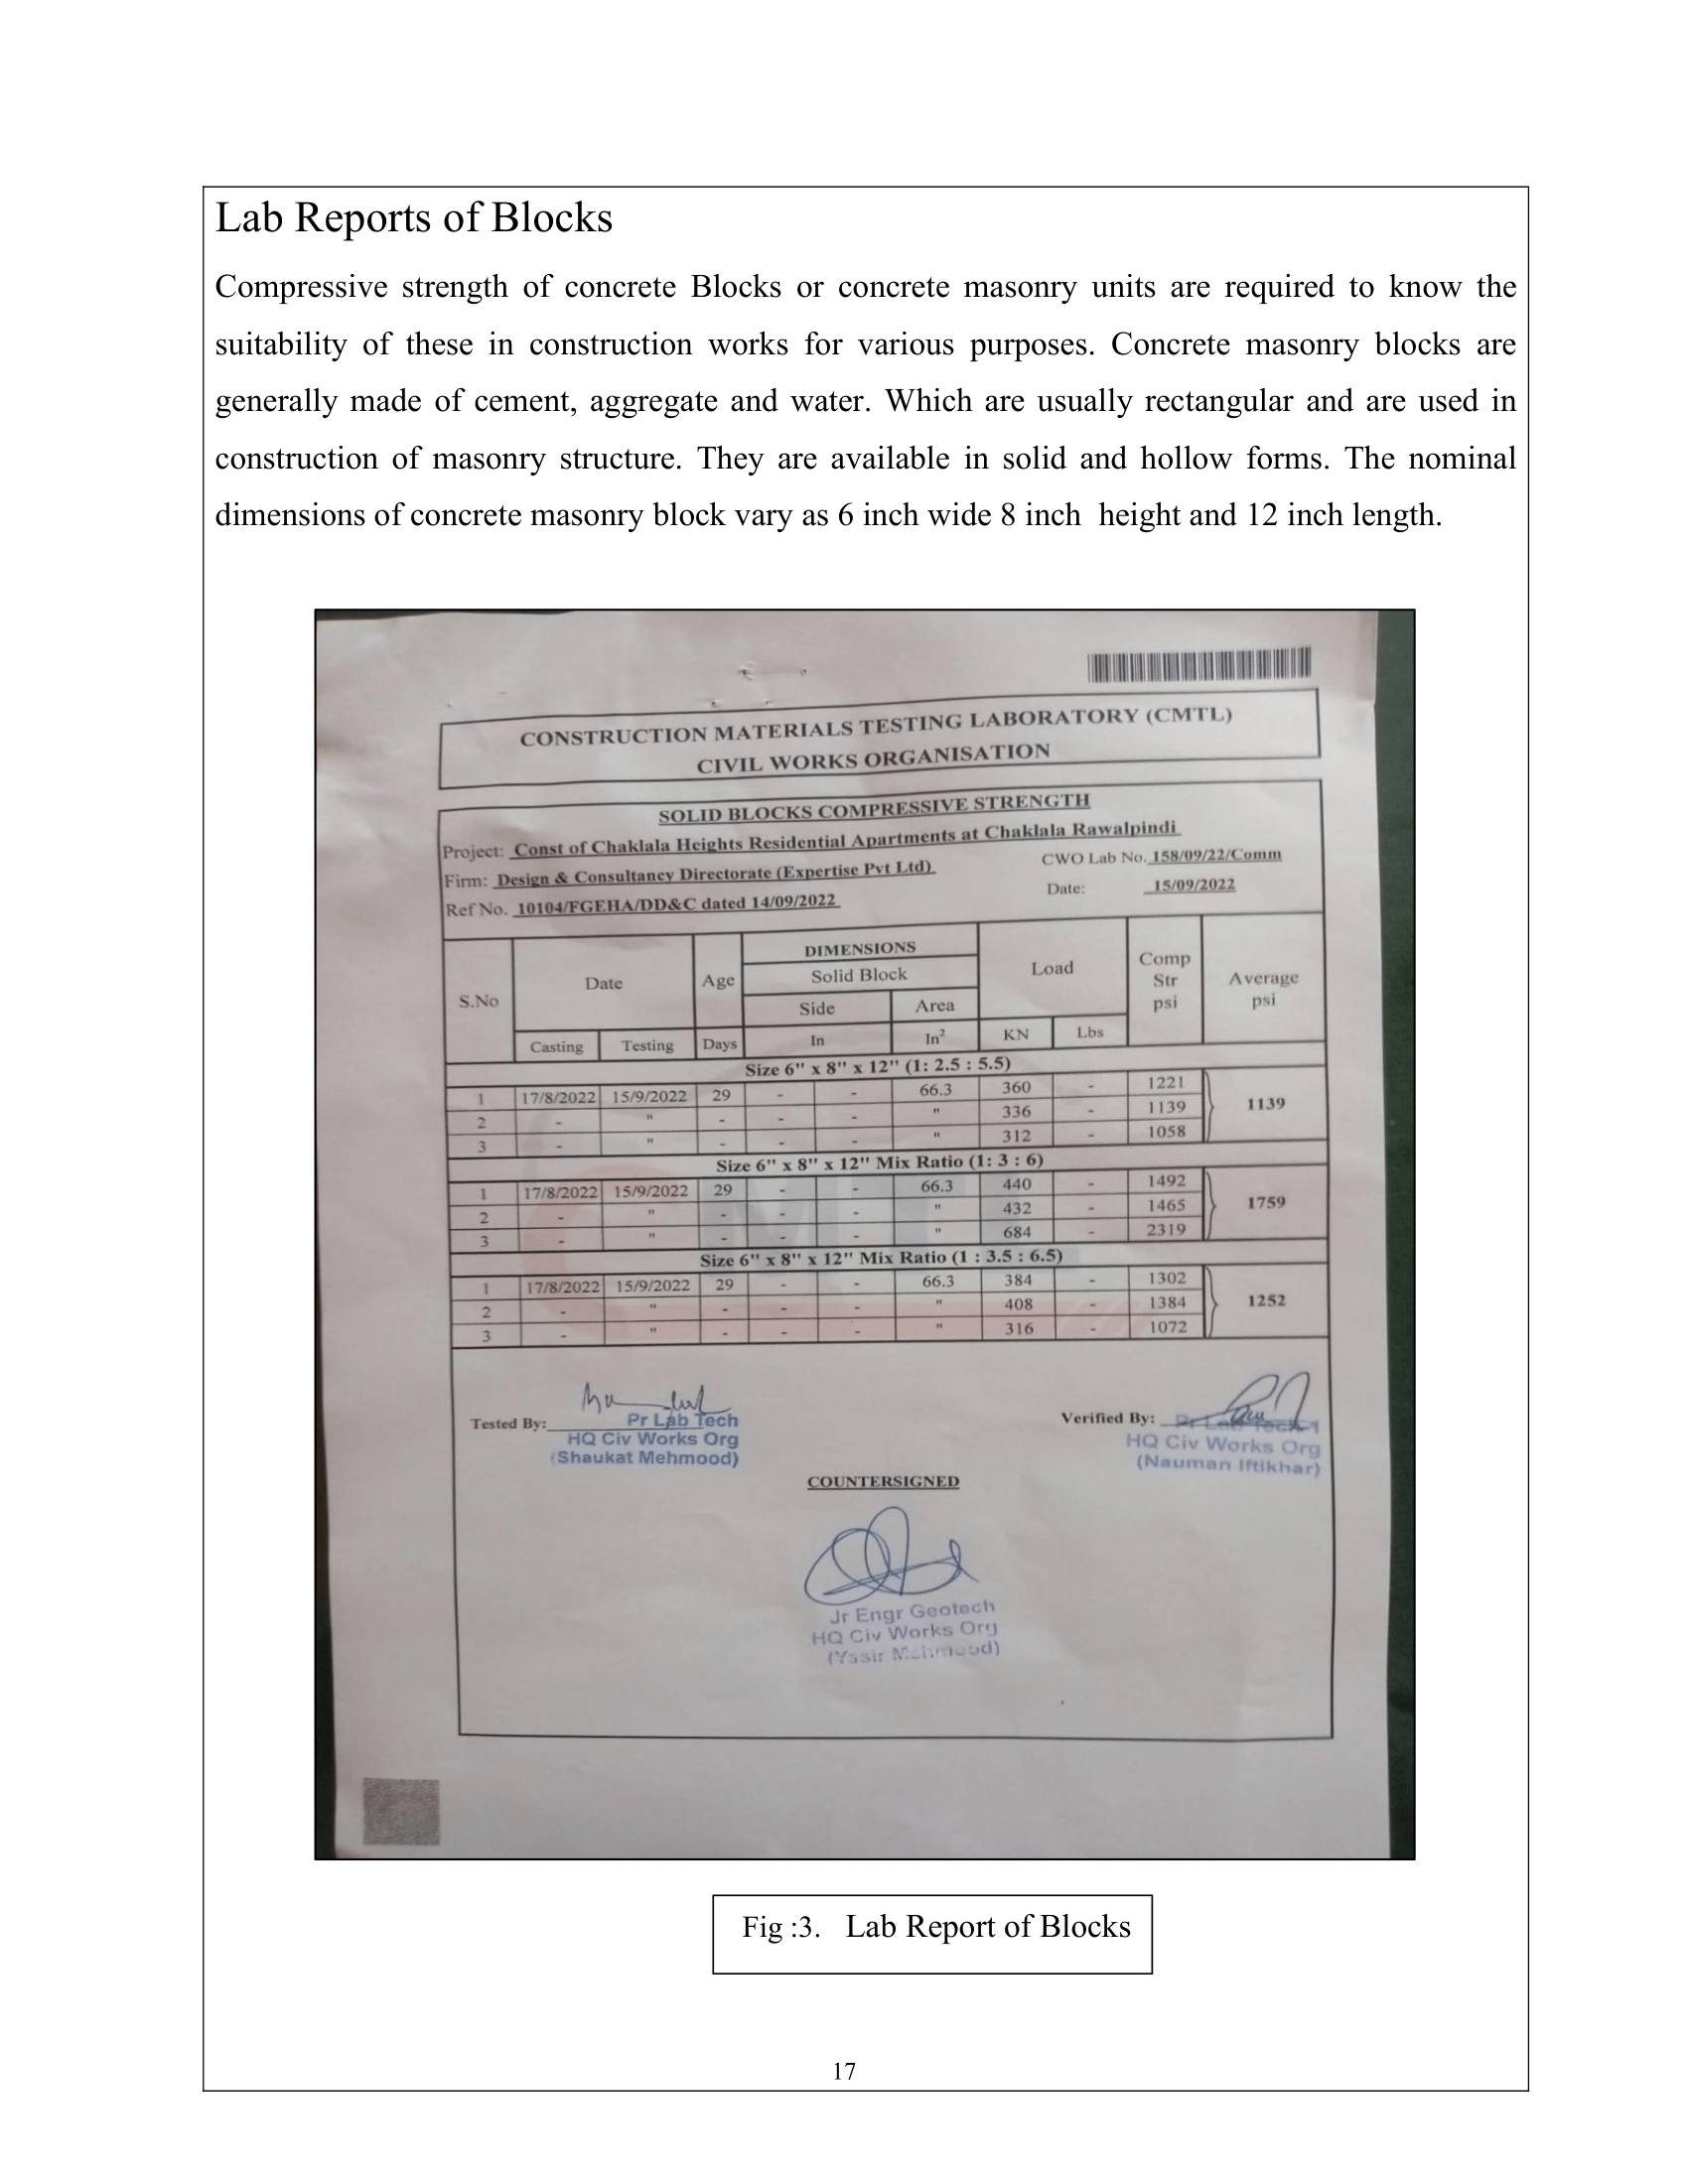 Lab Reports of Blocks
Compressive strength of concrete Blocks or concrete masonry units are required to know the
suitability of these in construction works for various purposes. Concrete masonry blocks are
generally made of cement, aggregate and water. Which are usually rectangular and are used in
construction of masonry structure. They are available in solid and hollow forms. The nominal
dimensions of concrete masonry block vary as 6 inch wide 8 inch height and 12 inch length.
CONSTRUCTION MATERIALS TESTING LABORATORY (CMTL)
CIVIL WORKS ORGANISATION
SOLID BLOCKS COMPRESSIVE STRENGTH
Project: Const of Chaklala Heights Residential Apartments at Chaklala Rawalpindi
Firm: Design & Consultancy Directorate (Expertise Pvt Ltd) CWO Lab No. 158/09/22/Comm
Ref No. 10104/FGEHA/DD&C dated 14/09/2022 Date: 15/09/2022
S.No Date Age DIMENSIONS Load Comp Str psi Average psi
Solid Block
Side Area
Casting Testing Days In In² KN Lbs
Size 6" x 8" x 12" (1: 2.5 : 5.5)
1 17/8/2022 15/9/2022 29 - - 66.3 360 - 1221
2 - " - - - " 336 - 1139 1139
3 - " - - - " 312 - 1058
Size 6" x 8" x 12" Mix Ratio (1: 3 : 6)
1 17/8/2022 15/9/2022 29 - - 66.3 440 - 1492
2 - " - - - " 432 - 1465 1759
3 - " - - - " 684 - 2319
Size 6" x 8" x 12" Mix Ratio (1 : 3.5 : 6.5)
1 17/8/2022 15/9/2022 29 - - 66.3 384 - 1302
2 - " - - - " 408 - 1384 1252
3 - " - - - " 316 - 1072
Tested By: Pr Lab Tech
HQ Civ Works Org
(Shaukat Mehmood)
Verified By: Pr Lab Tech-1
HQ Civ Works Org
(Nauman Iftikhar)
COUNTERSIGNED
Jr Engr Geotech
HQ Civ Works Org
(Yasir Mehmood)
Fig :3. Lab Report of Blocks
17